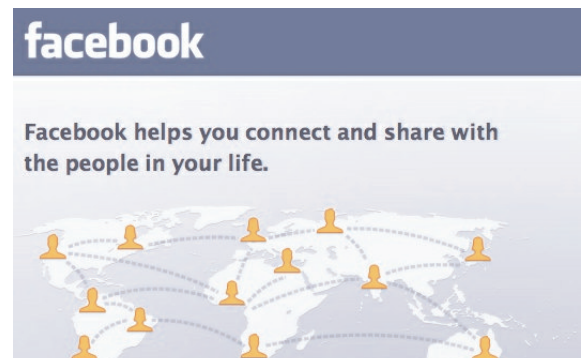 facebook
Facebook helps you connect and share with
the people in your life.